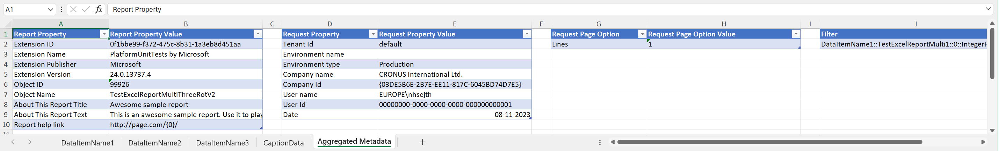 A1 fx Report Property
A B C D E F G H I J
1 Report Property Report Property Value Request Property Request Property Value Request Page Option Request Page Option Value Filter
2 Extension ID 0f1bbe99-f372-475c-8b31-1a3eb8d451aa Tenant Id default Lines 1 DataItemName1::TestExcelReportMulti1::0::IntegerF
3 Extension Name PlatformUnitTests by Microsoft Environment name
4 Extension Publisher Microsoft Environment type Production
5 Extension Version 24.0.13737.4 Company name CRONUS International Ltd.
6 Object ID 99926 Company Id {03DE5B6E-2B7E-EE11-817C-6045BD74D7E5}
7 Object Name TestExcelReportMultiThreeRotV2 User name EUROPE\nhsejth
8 About This Report Title Awesome sample report User Id 00000000-0000-0000-0000-000000000001
9 About This Report Text This is an awesome sample report. Use it to play Date 08-11-2023
10 Report help link http://page.com/{0}/
11
DataItemName1 DataItemName2 DataItemName3 CaptionData Aggregated Metadata +